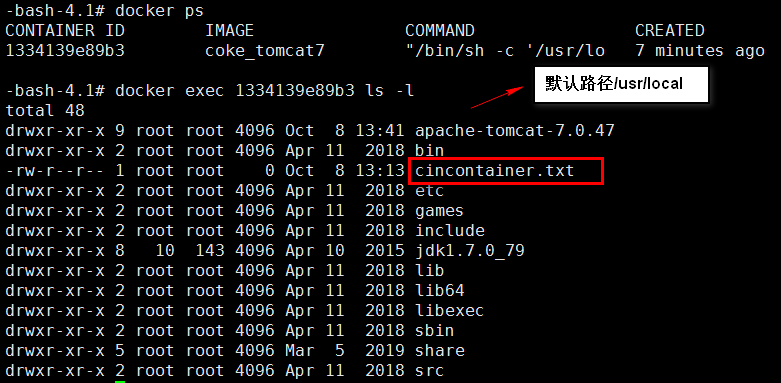 -bash-4.1# docker ps
CONTAINER ID        IMAGE               COMMAND                CREATED
1334139e89b3        coke_tomcat7        "/bin/sh -c '/usr/lo   7 minutes ago
-bash-4.1# docker exec 1334139e89b3 ls -l
默认路径/usr/local
total 48
drwxr-xr-x 9 root root 4096 Oct  8 13:41 apache-tomcat-7.0.47
drwxr-xr-x 2 root root 4096 Apr 11  2018 bin
-rw-r--r-- 1 root root    0 Oct  8 13:13 cincontainer.txt
drwxr-xr-x 2 root root 4096 Apr 11  2018 etc
drwxr-xr-x 2 root root 4096 Apr 11  2018 games
drwxr-xr-x 2 root root 4096 Apr 11  2018 include
drwxr-xr-x 8   10  143 4096 Apr 10  2015 jdk1.7.0_79
drwxr-xr-x 2 root root 4096 Apr 11  2018 lib
drwxr-xr-x 2 root root 4096 Apr 11  2018 lib64
drwxr-xr-x 2 root root 4096 Apr 11  2018 libexec
drwxr-xr-x 2 root root 4096 Apr 11  2018 sbin
drwxr-xr-x 5 root root 4096 Mar  5  2019 share
drwxr-xr-x 2 root root 4096 Apr 11  2018 src